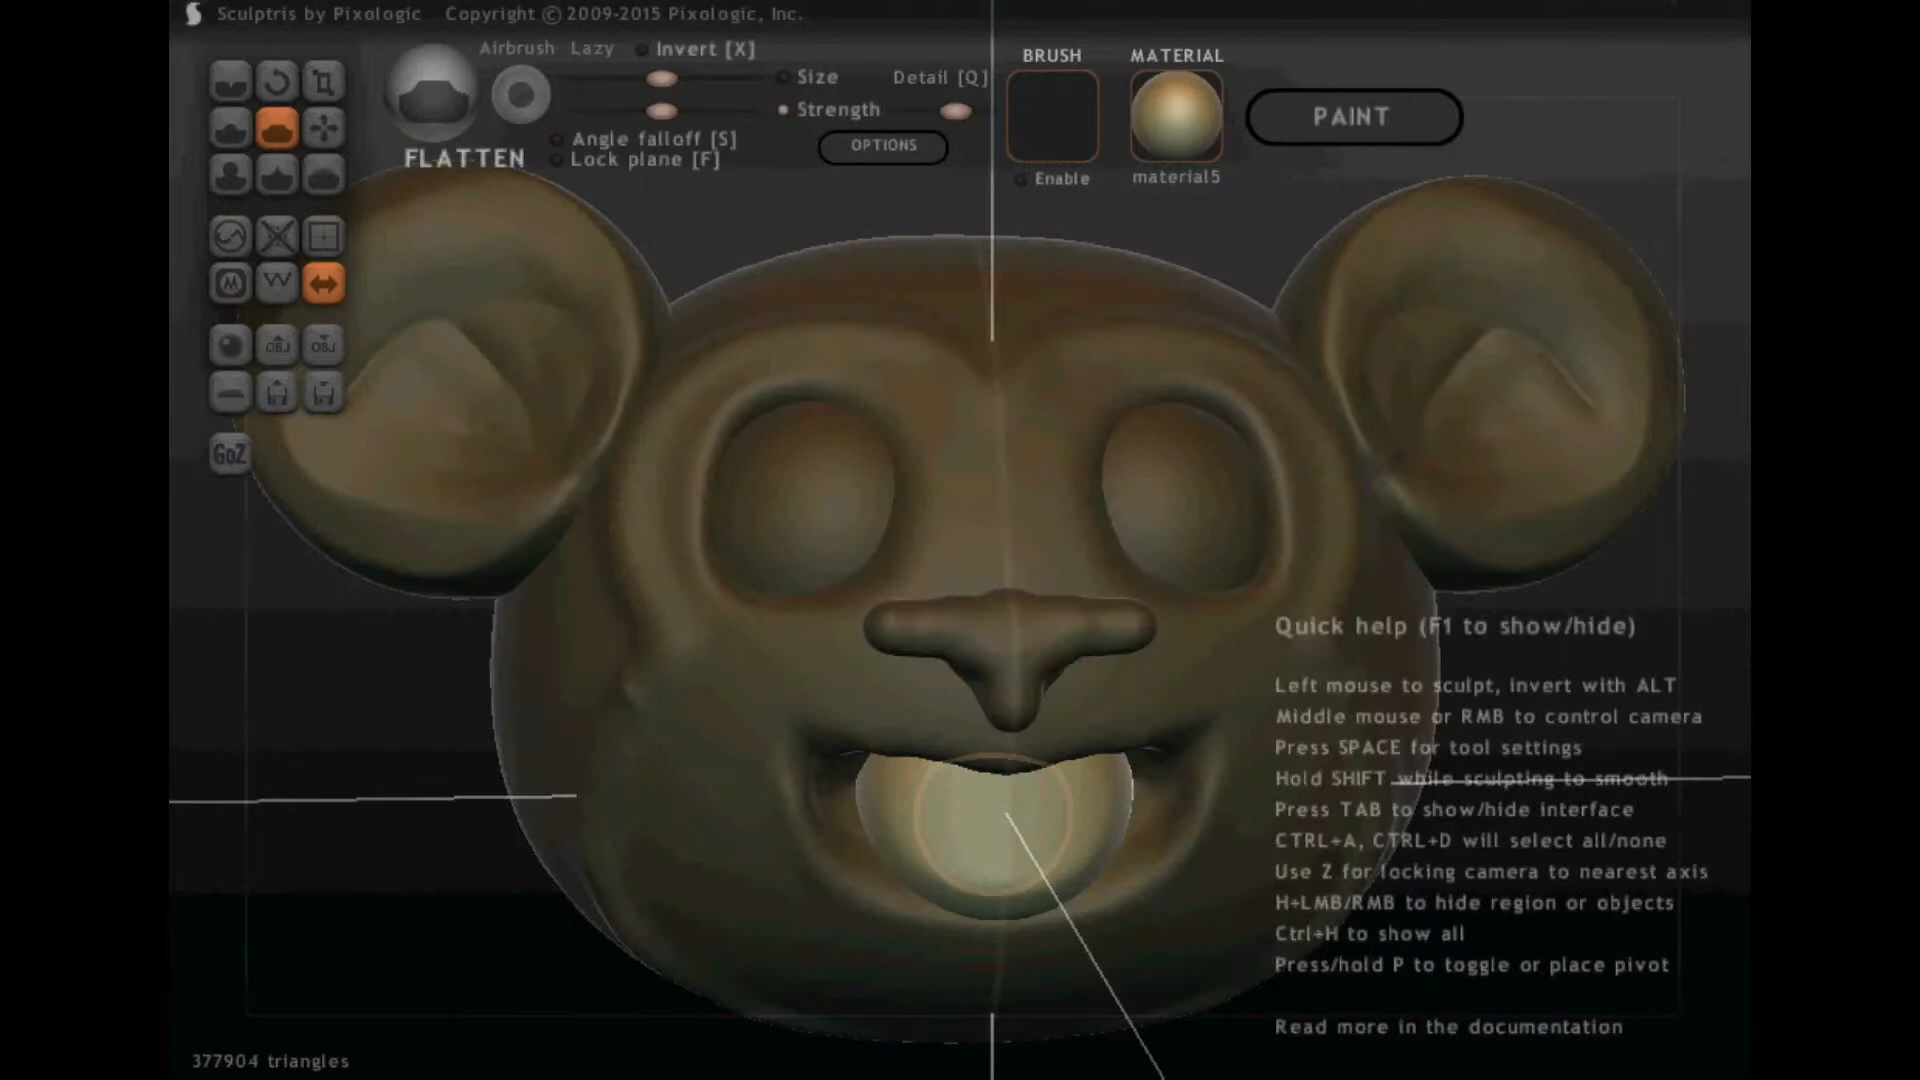 Sculptris by Pixologic Copyright © 2009-2015 Pixologic, Inc.
Airbrush Lazy Invert [X]
Size Detail [Q]
Strength
Angle falloff [S]
Lock plane [F]
FLATTEN
OPTIONS
BRUSH
Enable
MATERIAL
material5
PAINT
OBJ OBJ
GoZ
Quick help (F1 to show/hide)
Left mouse to sculpt, invert with ALT
Middle mouse or RMB to control camera
Press SPACE for tool settings
Hold SHIFT while sculpting to smooth
Press TAB to show/hide interface
CTRL+A, CTRL+D will select all/none
Use Z for locking camera to nearest axis
H+LMB/RMB to hide region or objects
Ctrl+H to show all
Press/hold P to toggle or place pivot
Read more in the documentation
377904 triangles